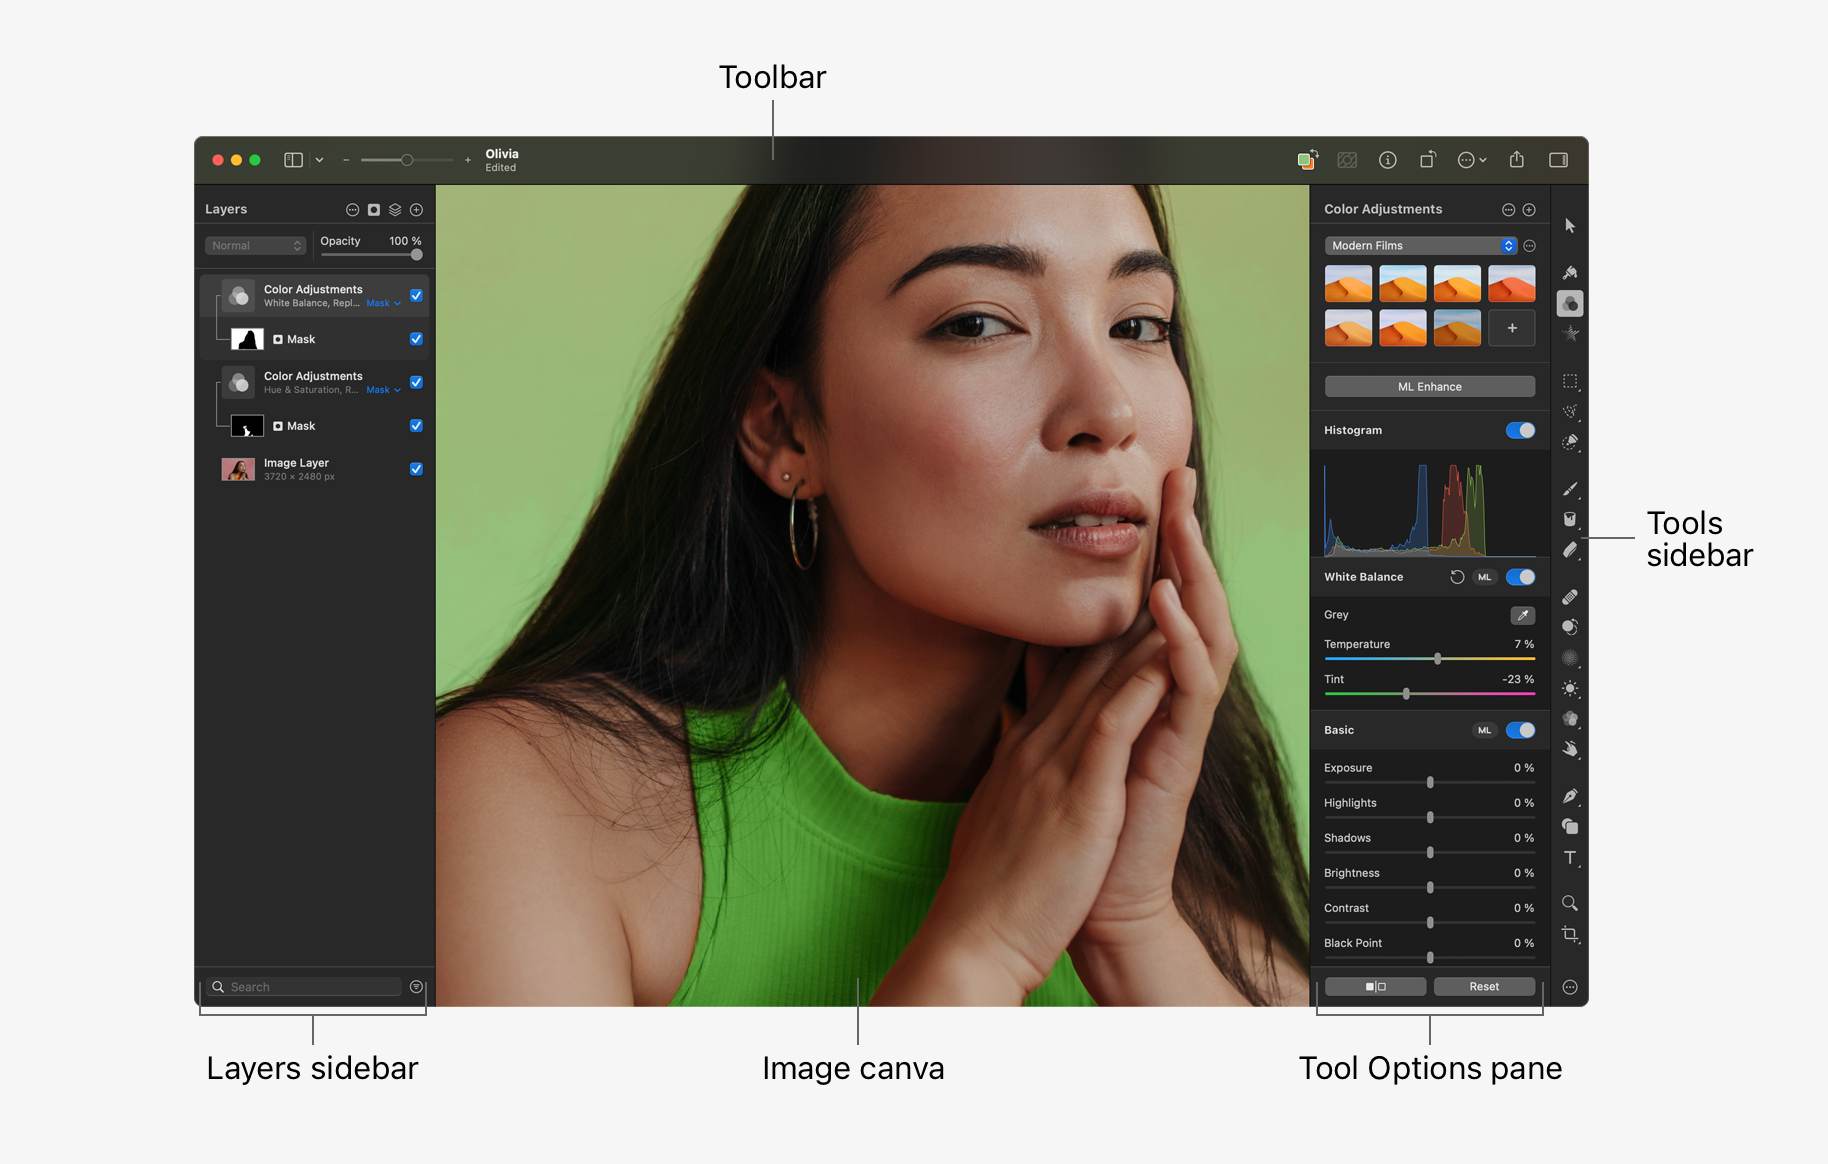 Toolbar
Olivia
Edited
Layers
Normal
Opacity 100 %
Color Adjustments
White Balance, Repl... Mask
Mask
Color Adjustments
Hue & Saturation, R... Mask
Mask
Image Layer
3720 × 2480 px
Search
Color Adjustments
Modern Films
ML Enhance
Histogram
White Balance ML
Grey
Temperature 7 %
Tint -23 %
Basic ML
Exposure 0 %
Highlights 0 %
Shadows 0 %
Brightness 0 %
Contrast 0 %
Black Point 0 %
Reset
T
Tools
sidebar
Layers sidebar
Image canva
Tool Options pane